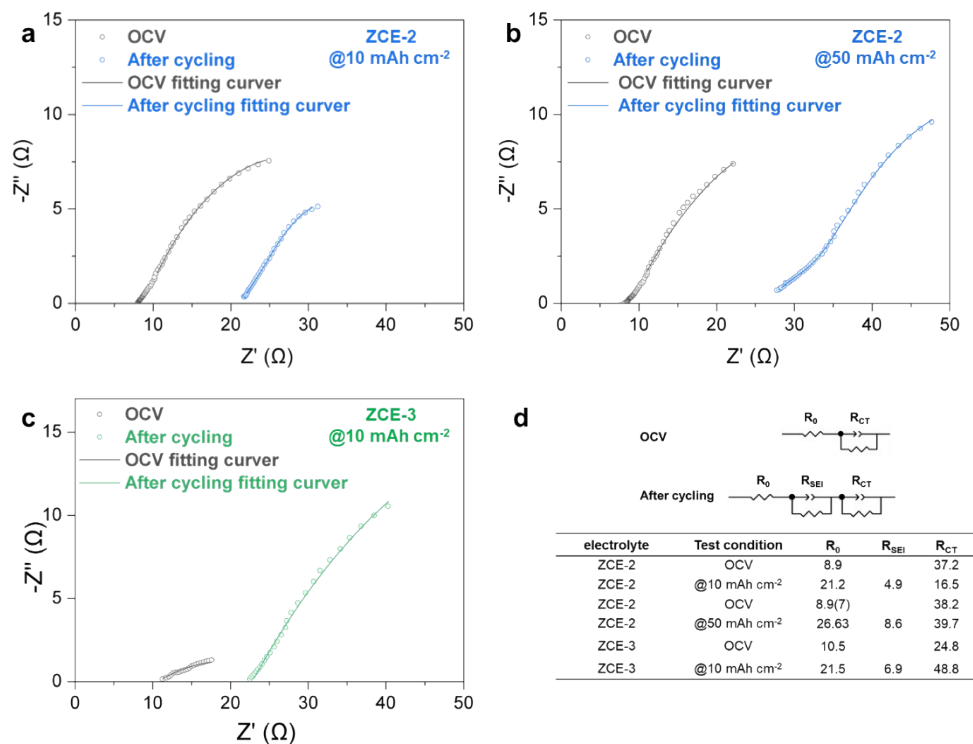 a
OCV
After cycling
OCV fitting curver
After cycling fitting curver
ZCE-2
@10 mAh cm-2
15
10
5
0
-Z'' (Ω)
0 10 20 30 40 50
Z' (Ω)
b
OCV
After cycling
OCV fitting curver
After cycling fitting curver
ZCE-2
@50 mAh cm-2
15
10
5
0
-Z'' (Ω)
0 10 20 30 40 50
Z' (Ω)
c
OCV
After cycling
OCV fitting curver
After cycling fitting curver
ZCE-3
@10 mAh cm-2
15
10
5
0
-Z'' (Ω)
0 10 20 30 40 50
Z' (Ω)
d
OCV R0 RCT
After cycling R0 RSEI RCT
electrolyte Test condition R0 RSEI RCT
ZCE-2 OCV 8.9 37.2
ZCE-2 @10 mAh cm-2 21.2 4.9 16.5
ZCE-2 OCV 8.9(7) 38.2
ZCE-2 @50 mAh cm-2 26.63 8.6 39.7
ZCE-3 OCV 10.5 24.8
ZCE-3 @10 mAh cm-2 21.5 6.9 48.8